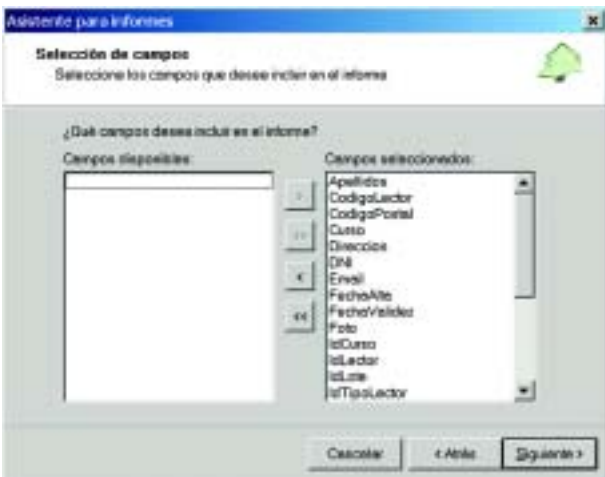 Asistente para informes
Selección de campos
Seleccione los campos que desee incluir en el informe
¿Qué campos desea incluir en el informe?
Campos disponibles:
Campos seleccionados:
>
>>
<
<<
Apellidos
CodigoLector
CodigoPostal
Curso
Direccion
DNI
Email
FechaAlta
FechaValidez
Foto
IdCurso
IdLector
IdLote
IdTipoLector
Cancelar
< Atrás
Siguiente >